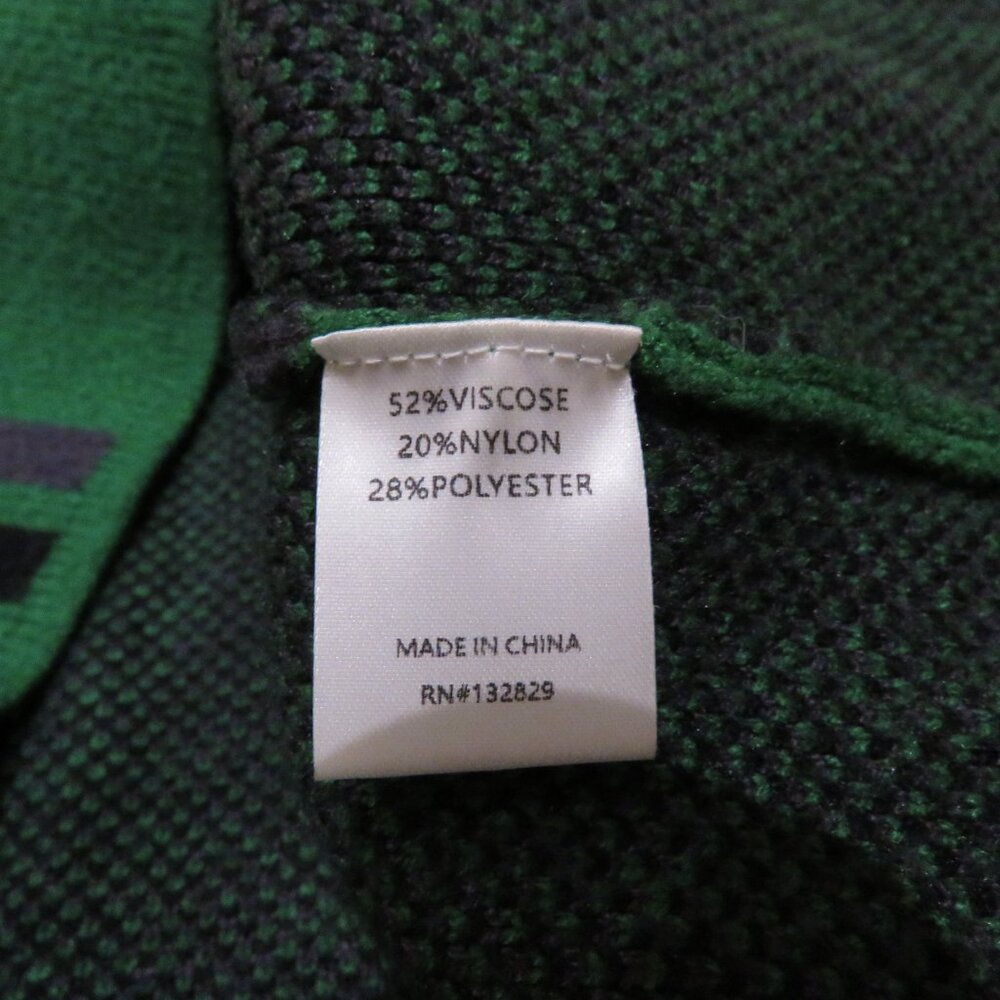 52%VISCOSE
20%NYLON
28%POLYESTER
MADE IN CHINA
RN#132829